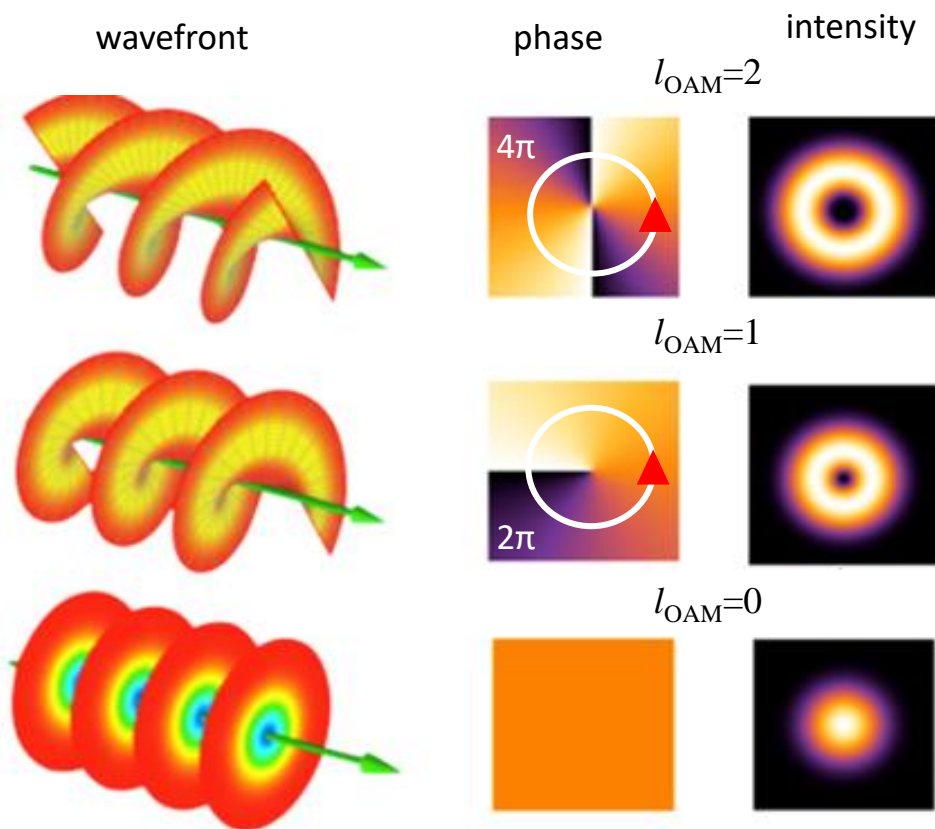 wavefront
phase
intensity
lOAM=2
4π
lOAM=1
2π
lOAM=0